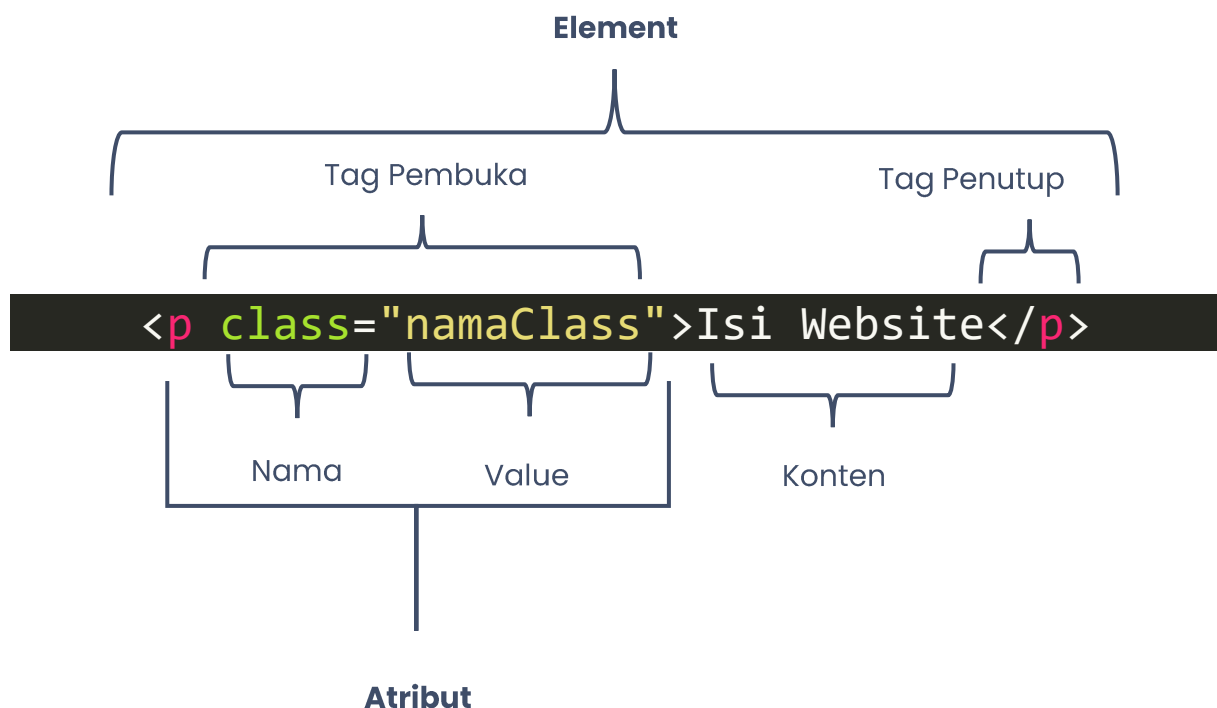 Element
Tag Pembuka
Tag Penutup
<p class="namaClass">Isi Website</p>
Nama
Value
Konten
Atribut